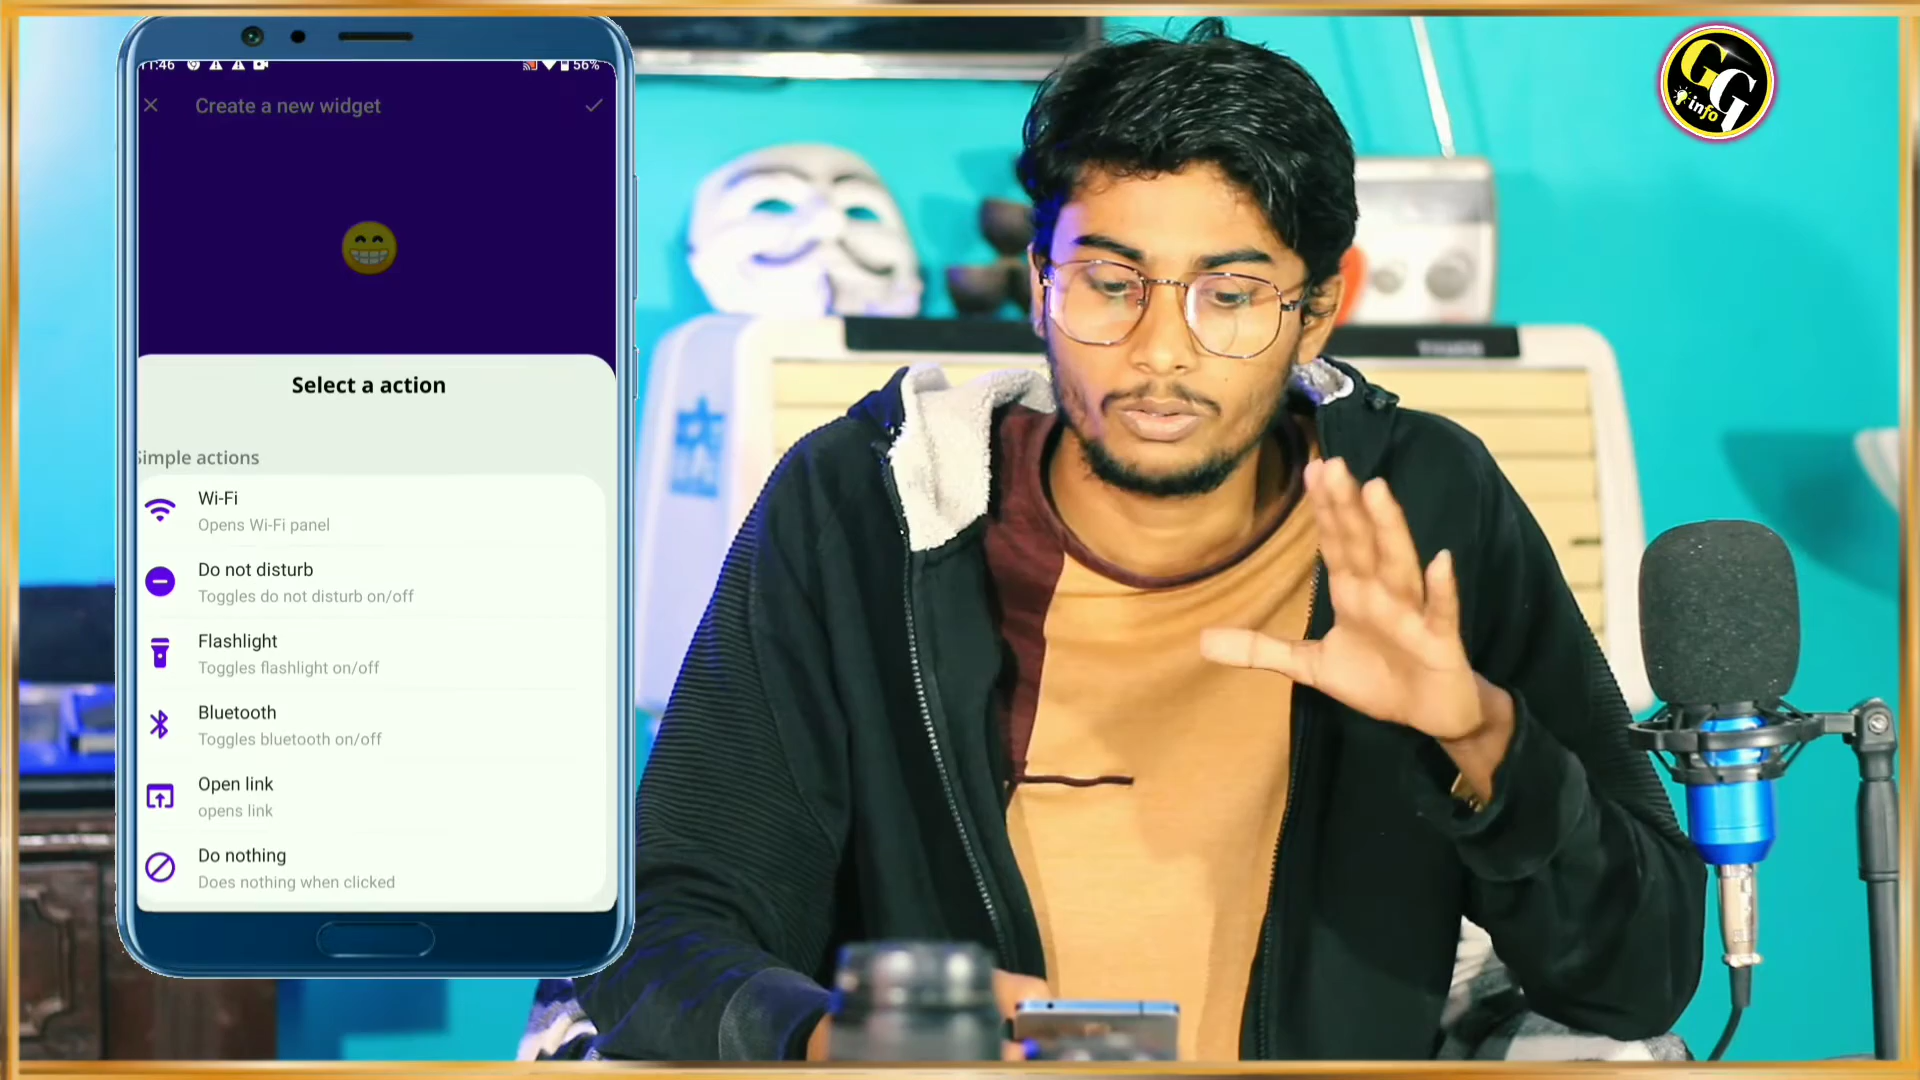 11:46
56%
Create a new widget
Select a action
Simple actions
Wi-Fi
Opens Wi-Fi panel
Do not disturb
Toggles do not disturb on/off
Flashlight
Toggles flashlight on/off
Bluetooth
Toggles bluetooth on/off
Open link
opens link
Do nothing
Does nothing when clicked
GG
info